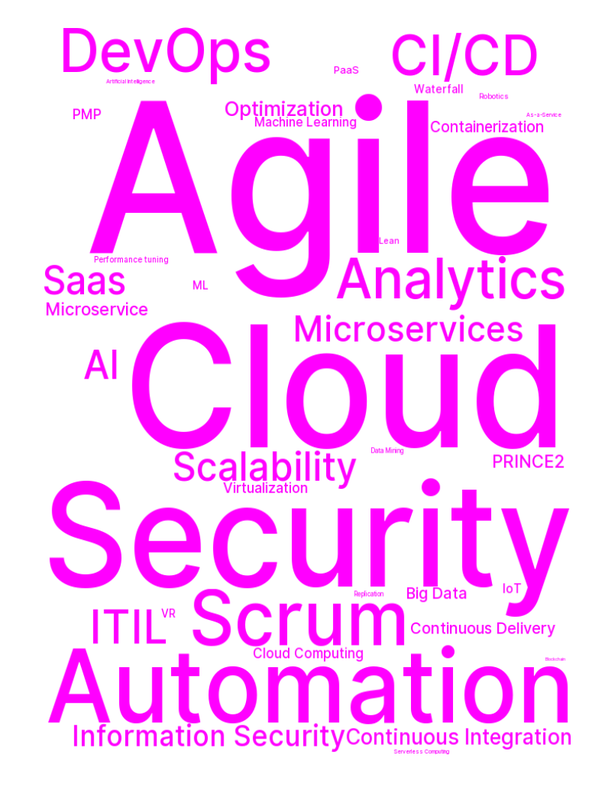 DevOps
CI/CD
PaaS
Artificial Intelligence
Waterfall
Robotics
Optimization
PMP
As-a-Service
Machine Learning
Containerization
Agile
Lean
Performance tuning
Saas
Analytics
ML
Microservice
Microservices
AI
Cloud
Data Mining
PRINCE2
Scalability
Virtualization
Security
IoT
Big Data
Replication
ITIL
VR
Scrum
Continuous Delivery
Cloud Computing
Blockchain
Automation
Information Security
Continuous Integration
Serverless Computing